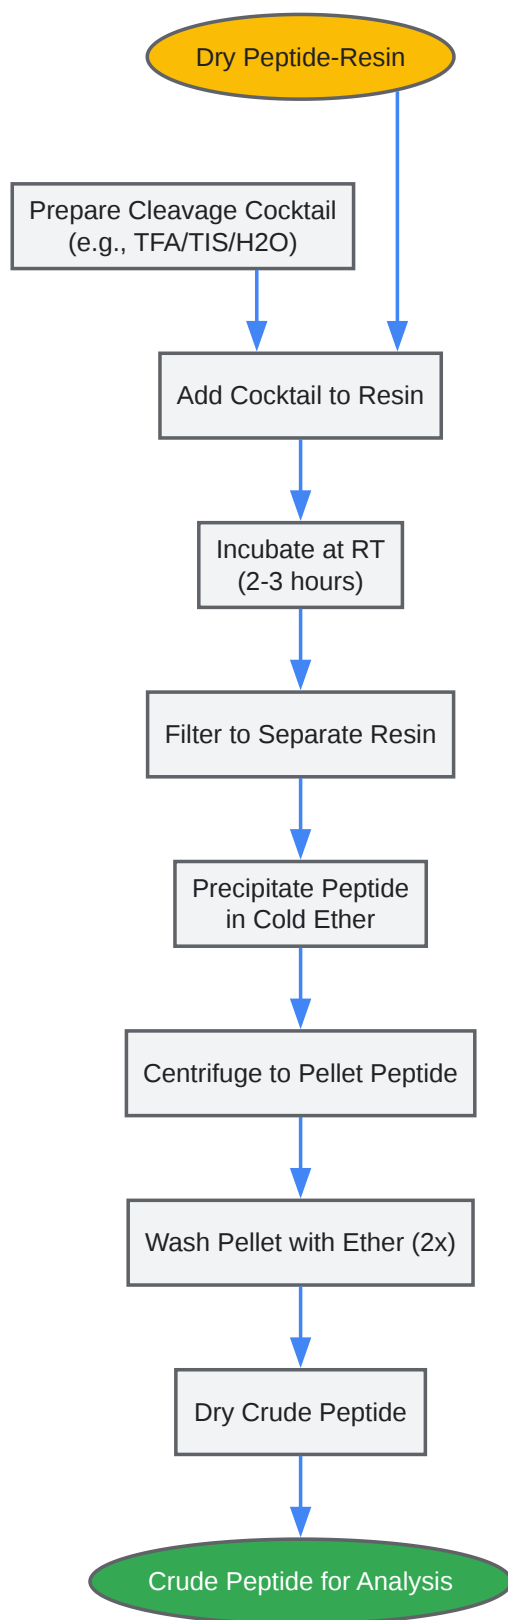 Dry Peptide-Resin
Prepare Cleavage Cocktail
(e.g., TFA/TIS/H2O)
Add Cocktail to Resin
Incubate at RT
(2-3 hours)
Filter to Separate Resin
Precipitate Peptide
in Cold Ether
Centrifuge to Pellet Peptide
Wash Pellet with Ether (2x)
Dry Crude Peptide
Crude Peptide for Analysis